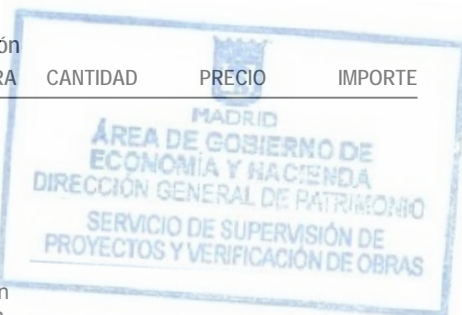 ón
RA CANTIDAD PRECIO IMPORTE
MADRID
ÁREA DE GOBIERNO DE
ECONOMÍA Y HACIENDA
DIRECCIÓN GENERAL DE PATRIMONIO
SERVICIO DE SUPERVISIÓN DE
PROYECTOS Y VERIFICACIÓN DE OBRAS
n